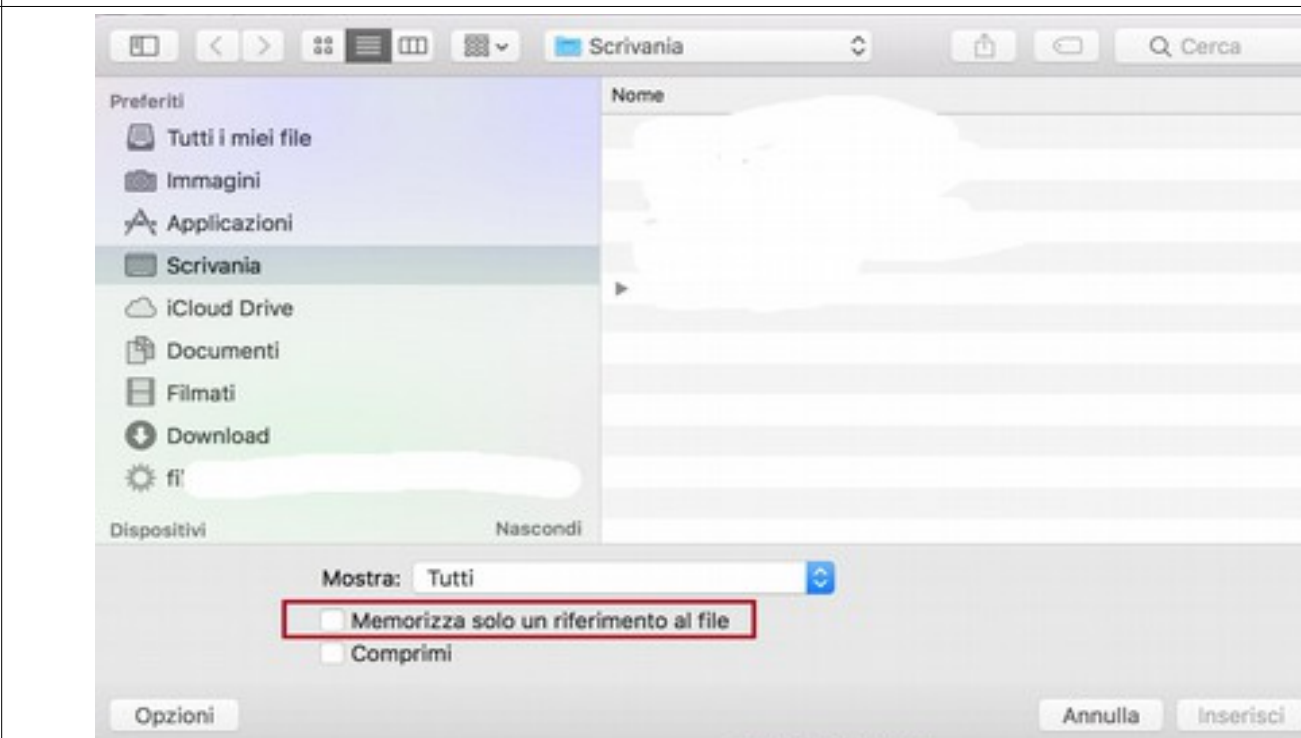 Scrivania
Cerca
Preferiti
Nome
Tutti i miei file
Immagini
Applicazioni
Scrivania
iCloud Drive
Documenti
Filmati
Download
Dispositivi
Nascondi
Mostra: Tutti
Memorizza solo un riferimento al file
Comprimi
Opzioni
Annulla
Inserisci